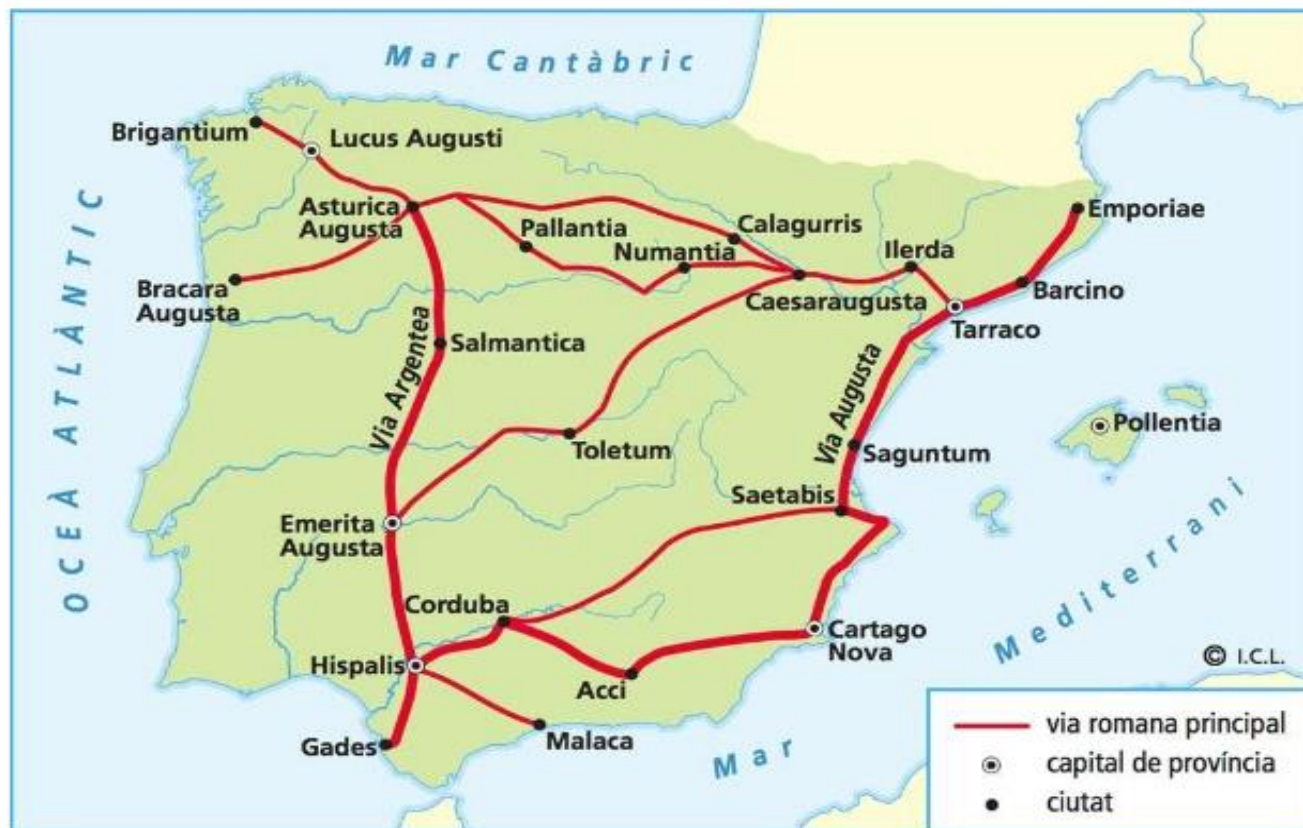 Mar Cantàbric
Brigantium
Lucus Augusti
Asturica
Augusta
Pallantia
Numantia
Calagurris
Ilerda
Emporiae
Bracara
Augusta
Caesaraugusta
Barcino
Tarraco
OCEÀ ATLÀNTIC
Via Argentea
Salmantica
Via Augusta
Pollentia
Toletum
Saguntum
Saetabis
Emerita
Augusta
Corduba
Cartago
Nova
Hispalis
Acci
Gades
Malaca
Mar Mediterrani
© I.C.L.
via romana principal
capital de província
ciutat